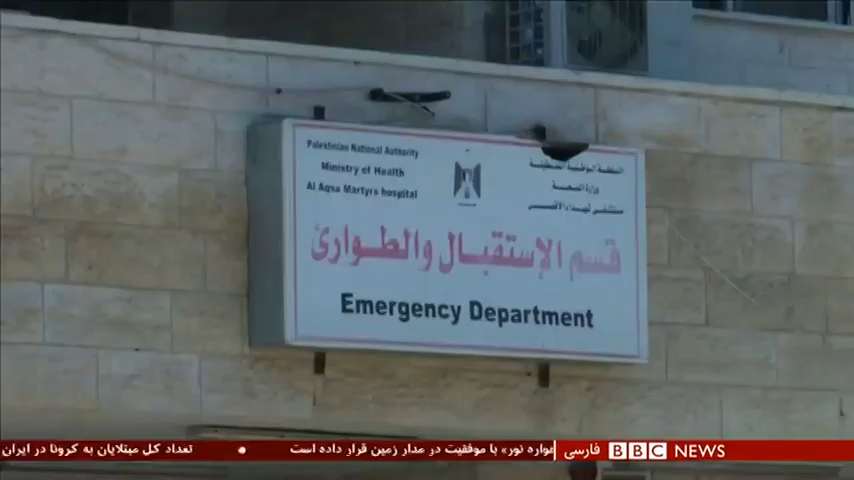 Palestinian National Authority
Ministry of Health
Al Aqsa Martyrs hospital
السلطة الوطنية الفلسطينية
وزارة الصحة
مستشفى شهداء الأقصى
قسم الإستقبال والطوارئ
Emergency Department
BBC NEWS فارسی
ماهواره نور» با موفقیت در مدار زمین قرار داده است
تعداد کل مبتلایان به کرونا در ایران